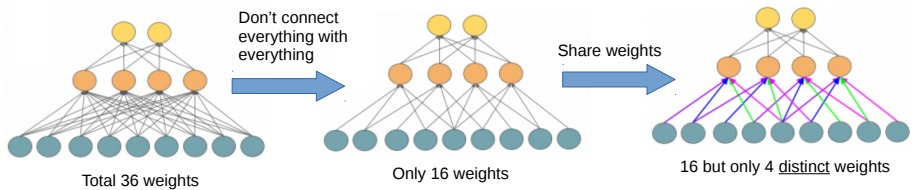 Don't connect
everything with
everything
Share weights
Total 36 weights
Only 16 weights
16 but only 4 distinct weights